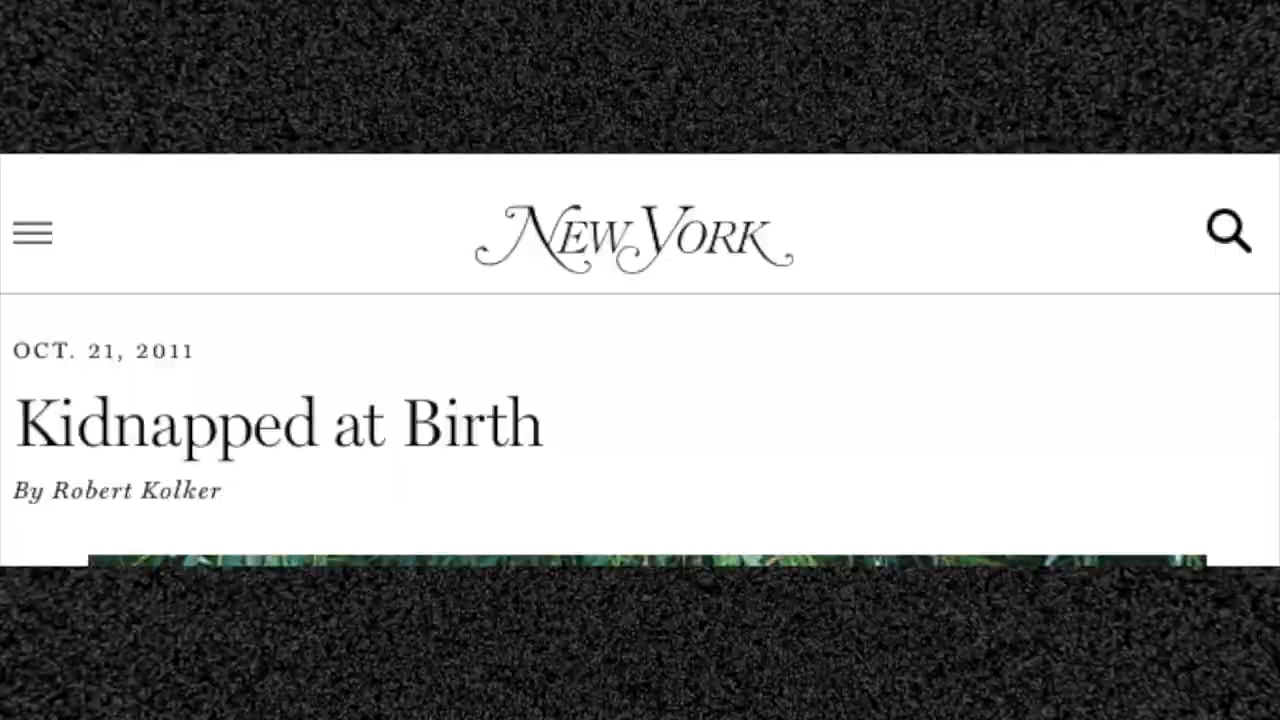 NEW YORK
OCT. 21, 2011
Kidnapped at Birth
By Robert Kolker